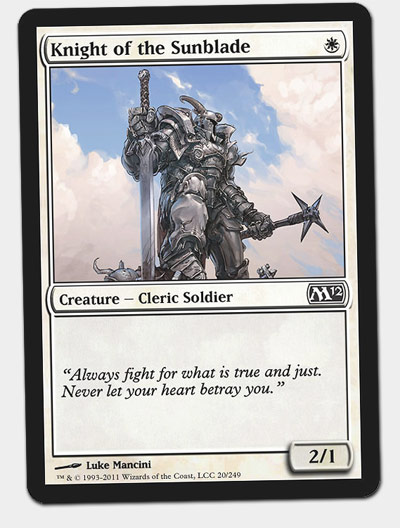 Knight of the Sunblade
Creature – Cleric Soldier
M12
“Always fight for what is true and just.
Never let your heart betray you.”
2/1
Luke Mancini
™ & © 1993-2011 Wizards of the Coast, LCC 20/249